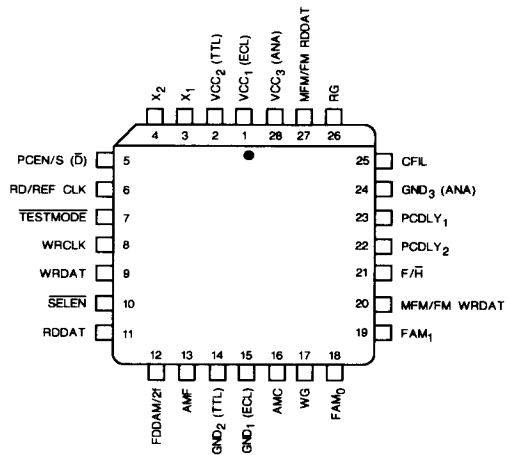 X2
X1
VCC2 (TTL)
VCC1 (ECL)
VCC3 (ANA)
MFM/FM RDDAT
RG
4
3
2
1
28
27
26
PCEN/S (D̅)
5
RD/REF CLK
6
T̅E̅S̅T̅M̅O̅D̅E̅
7
WRCLK
8
WRDAT
9
S̅E̅L̅E̅N̅
10
RDDAT
11
25
CFIL
24
GND3 (ANA)
23
PCDLY1
22
PCDLY2
21
F/H̅
20
MFM/FM WRDAT
19
FAM1
12
13
14
15
16
17
18
FDDAM/2f
AMF
GND2 (TTL)
GND1 (ECL)
AMC
WG
FAM0